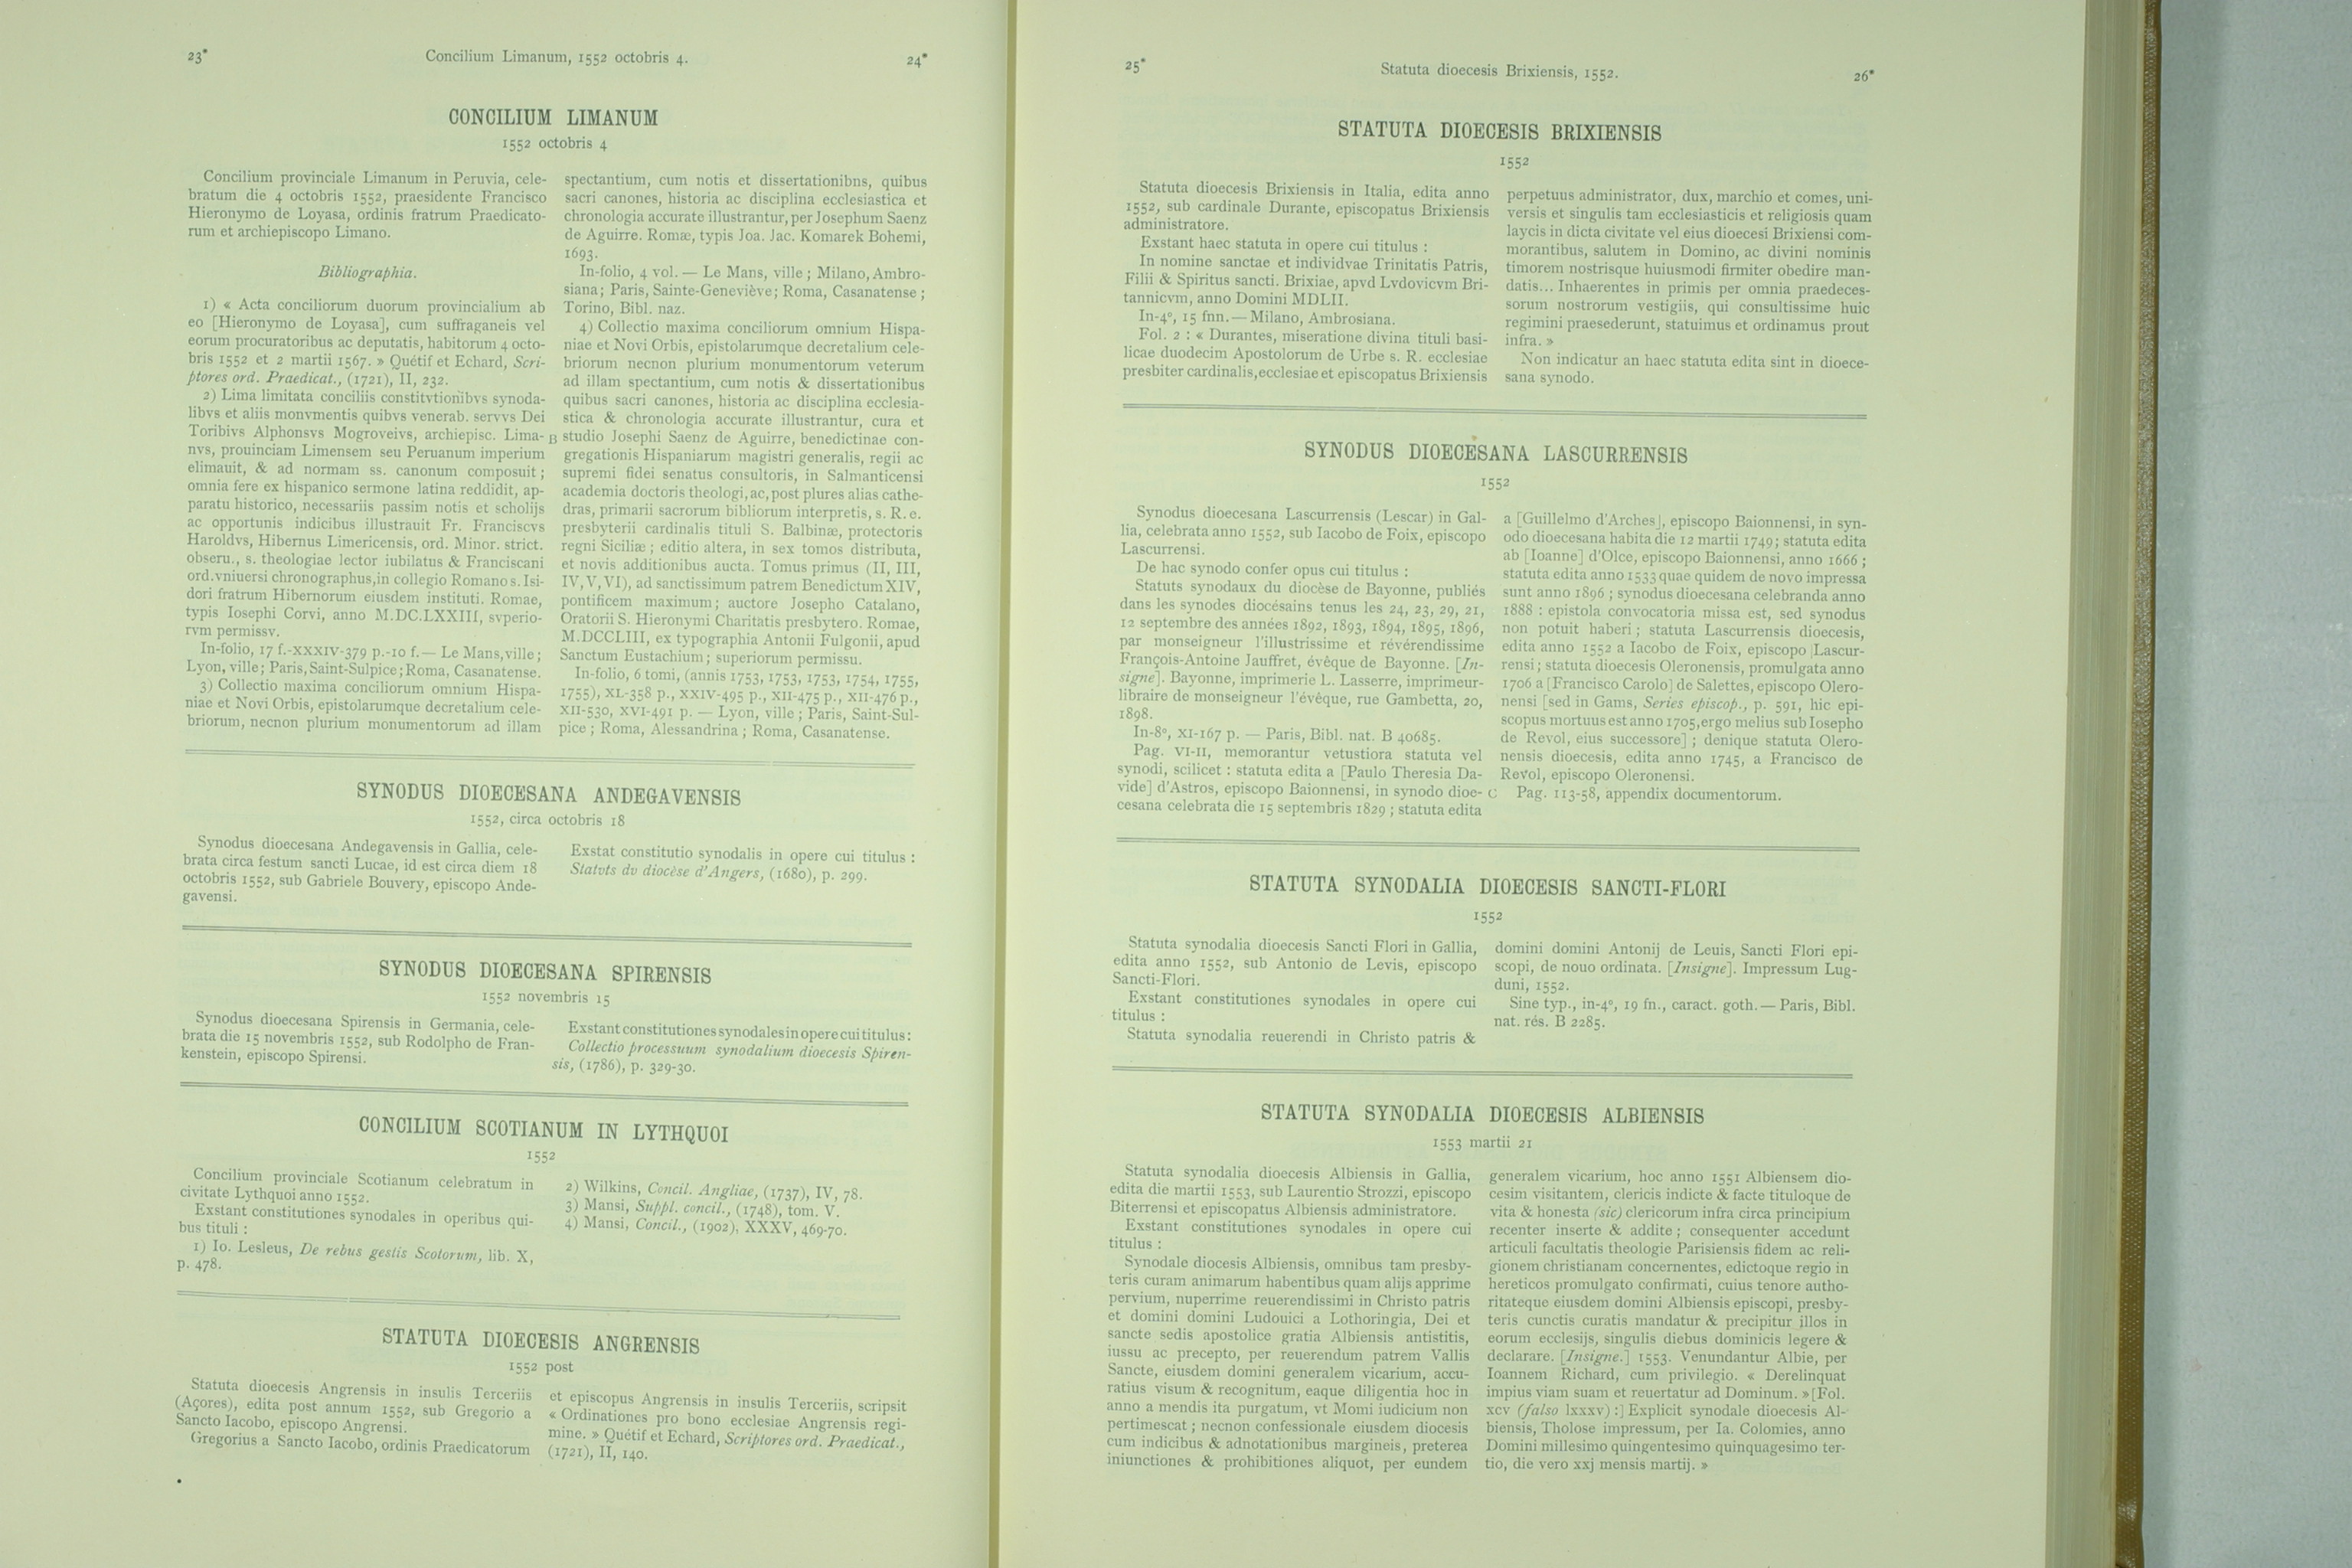 23*
Concilium Limanum, 1552 octobris 4.
24*
CONCILIUM LIMANUM
1552 octobris 4
Concilium provinciale Limanum in Peruvia, cele-
bratum die 4 octobris 1552, praesidente Francisco
Hieronymo de Loyasa, ordinis fratrum Praedicato-
rum et archiepiscopo Limano.
Bibliographia.
1) « Acta conciliorum duorum provincialium ab
eo [Hieronymo de Loyasa], cum suffraganeis vel
eorum procuratoribus ac deputatis, habitorum 4 octo-
bris 1552 et 2 martii 1567. » Quétif et Echard, Scri-
ptores ord. Praedicat., (1721), II, 232.
2) Lima limitata conciliis constitvtionibvs synoda-
libvs et aliis monvmentis quibvs venerab. servvs Dei
Toribivs Alphonsvs Mogroveivs, archiepisc. Lima-
nvs, prouinciam Limensem seu Peruanum imperium
elimauit, & ad normam ss. canonum composuit ;
omnia fere ex hispanico sermone latina reddidit, ap-
paratu historico, necessariis passim notis et scholijs
ac opportunis indicibus illustrauit Fr. Franciscvs
Haroldvs, Hibernus Limericensis, ord. Minor. strict.
obseru., s. theologiae lector iubilatus & Franciscani
ord. vniuersi chronographus, in collegio Romano s. Isi-
dori fratrum Hibernorum eiusdem instituti. Romae,
typis Iosephi Corvi, anno M.DC.LXXIII, svperio-
rvm permissv.
In-folio, 17 f.-XXXIV-379 p.-10 f. — Le Mans, ville ;
Lyon, ville ; Paris, Saint-Sulpice ; Roma, Casanatense.
3) Collectio maxima conciliorum omnium Hispa-
niae et Novi Orbis, epistolarumque decretalium cele-
briorum, necnon plurium monumentorum ad illam
B
spectantium, cum notis et dissertationibns, quibus
sacri canones, historia ac disciplina ecclesiastica et
chronologia accurate illustrantur, per Josephum Saenz
de Aguirre. Romæ, typis Joa. Jac. Komarek Bohemi,
1693.
In-folio, 4 vol. — Le Mans, ville ; Milano, Ambro-
siana ; Paris, Sainte-Geneviève ; Roma, Casanatense ;
Torino, Bibl. naz.
4) Collectio maxima conciliorum omnium Hispa-
niae et Novi Orbis, epistolarumque decretalium cele-
briorum necnon plurium monumentorum veterum
ad illam spectantium, cum notis & dissertationibus
quibus sacri canones, historia ac disciplina ecclesia-
stica & chronologia accurate illustrantur, cura et
studio Josephi Saenz de Aguirre, benedictinae con-
gregationis Hispaniarum magistri generalis, regii ac
supremi fidei senatus consultoris, in Salmanticensi
academia doctoris theologi, ac, post plures alias cathe-
dras, primarii sacrorum bibliorum interpretis, s. R. e.
presbyterii cardinalis tituli S. Balbinæ, protectoris
regni Siciliæ ; editio altera, in sex tomos distributa,
et novis additionibus aucta. Tomus primus (II, III,
IV, V, VI), ad sanctissimum patrem Benedictum XIV,
pontificem maximum ; auctore Josepho Catalano,
Oratorii S. Hieronymi Charitatis presbytero. Romae,
M.DCCLIII, ex typographia Antonii Fulgonii, apud
Sanctum Eustachium ; superiorum permissu.
In-folio, 6 tomi, (annis 1753, 1753, 1753, 1754, 1755,
1755), XL-358 p., XXIV-495 p., XII-475 p., XII-476 p.,
XII-530, XVI-491 p. — Lyon, ville ; Paris, Saint-Sul-
pice ; Roma, Alessandrina ; Roma, Casanatense.
SYNODUS DIOECESANA ANDEGAVENSIS
1552, circa octobris 18
Synodus dioecesana Andegavensis in Gallia, cele-
brata circa festum sancti Lucae, id est circa diem 18
octobris 1552, sub Gabriele Bouvery, episcopo Ande-
gavensi.
Exstat constitutio synodalis in opere cui titulus :
Statvts dv diocèse d'Angers, (1680), p. 299.
SYNODUS DIOECESANA SPIRENSIS
1552 novembris 15
Synodus dioecesana Spirensis in Germania, cele-
brata die 15 novembris 1552, sub Rodolpho de Fran-
kenstein, episcopo Spirensi.
Exstant constitutiones synodales in opere cui titulus :
Collectio processuum synodalium dioecesis Spiren-
sis, (1786), p. 329-30.
CONCILIUM SCOTIANUM IN LYTHQUOI
1552
Concilium provinciale Scotianum celebratum in
civitate Lythquoi anno 1552.
Exstant constitutiones synodales in operibus qui-
bus tituli :
1) Io. Lesleus, De rebus gestis Scotorum, lib. X,
p. 478.
2) Wilkins, Concil. Angliae, (1737), IV, 78.
3) Mansi, Suppl. concil., (1748), tom. V.
4) Mansi, Concil., (1902), XXXV, 469-70.
STATUTA DIOECESIS ANGRENSIS
1552 post
Statuta dioecesis Angrensis in insulis Terceriis
(Açores), edita post annum 1552, sub Gregorio a
Sancto Iacobo, episcopo Angrensi.
Gregorius a Sancto Iacobo, ordinis Praedicatorum
et episcopus Angrensis in insulis Terceriis, scripsit
« Ordinationes pro bono ecclesiae Angrensis regi-
mine. » Quétif et Echard, Scriptores ord. Praedicat.,
(1721), II, 140.
25*
Statuta dioecesis Brixiensis, 1552.
26*
STATUTA DIOECESIS BRIXIENSIS
1552
Statuta dioecesis Brixiensis in Italia, edita anno
1552, sub cardinale Durante, episcopatus Brixiensis
administratore.
Exstant haec statuta in opere cui titulus :
In nomine sanctae et individvae Trinitatis Patris,
Filii & Spiritus sancti. Brixiae, apvd Lvdovicvm Bri-
tannicvm, anno Domini MDLII.
In-4°, 15 fnn. — Milano, Ambrosiana.
Fol. 2 : « Durantes, miseratione divina tituli basi-
licae duodecim Apostolorum de Urbe s. R. ecclesiae
presbiter cardinalis, ecclesiae et episcopatus Brixiensis
perpetuus administrator, dux, marchio et comes, uni-
versis et singulis tam ecclesiasticis et religiosis quam
laycis in dicta civitate vel eius dioecesi Brixiensi com-
morantibus, salutem in Domino, ac divini nominis
timorem nostrisque huiusmodi firmiter obedire man-
datis... Inhaerentes in primis per omnia praedeces-
sorum nostrorum vestigiis, qui consultissime huic
regimini praesederunt, statuimus et ordinamus prout
infra. »
Non indicatur an haec statuta edita sint in dioece-
sana synodo.
SYNODUS DIOECESANA LASCURRENSIS
1552
Synodus dioecesana Lascurrensis (Lescar) in Gal-
lia, celebrata anno 1552, sub Iacobo de Foix, episcopo
Lascurrensi.
De hac synodo confer opus cui titulus :
Statuts synodaux du diocèse de Bayonne, publiés
dans les synodes diocésains tenus les 24, 23, 29, 21,
12 septembre des années 1892, 1893, 1894, 1895, 1896,
par monseigneur l'illustrissime et révérendissime
François-Antoine Jauffret, évêque de Bayonne. [In-
signe]. Bayonne, imprimerie L. Lasserre, imprimeur-
libraire de monseigneur l'évêque, rue Gambetta, 20,
1898.
In-8°, XI-167 p. — Paris, Bibl. nat. B 40685.
Pag. VI-II, memorantur vetustiora statuta vel
synodi, scilicet : statuta edita a [Paulo Theresia Da-
vide] d'Astros, episcopo Baionnensi, in synodo dioe-
cesana celebrata die 15 septembris 1829 ; statuta edita
C
a [Guillelmo d'Arches], episcopo Baionnensi, in syn-
odo dioecesana habita die 12 martii 1749 ; statuta edita
ab [Ioanne] d'Olce, episcopo Baionnensi, anno 1666 ;
statuta edita anno 1533 quae quidem de novo impressa
sunt anno 1896 ; synodus dioecesana celebranda anno
1888 : epistola convocatoria missa est, sed synodus
non potuit haberi ; statuta Lascurrensis dioecesis,
edita anno 1552 a Iacobo de Foix, episcopo Lascur-
rensi ; statuta dioecesis Oleronensis, promulgata anno
1706 a [Francisco Carolo] de Salettes, episcopo Olero-
nensi [sed in Gams, Series episcop., p. 591, hic epi-
scopus mortuus est anno 1705, ergo melius sub Iosepho
de Revol, eius successore] ; denique statuta Olero-
nensis dioecesis, edita anno 1745, a Francisco de
Revol, episcopo Oleronensi.
Pag. 113-58, appendix documentorum.
STATUTA SYNODALIA DIOECESIS SANCTI-FLORI
1552
Statuta synodalia dioecesis Sancti Flori in Gallia,
edita anno 1552, sub Antonio de Levis, episcopo
Sancti-Flori.
Exstant constitutiones synodales in opere cui
titulus :
Statuta synodalia reuerendi in Christo patris &
domini domini Antonij de Leuis, Sancti Flori epi-
scopi, de nouo ordinata. [Insigne]. Impressum Lug-
duni, 1552.
Sine typ., in-4°, 19 fn., caract. goth. — Paris, Bibl.
nat. rés. B 2285.
STATUTA SYNODALIA DIOECESIS ALBIENSIS
1553 martii 21
Statuta synodalia dioecesis Albiensis in Gallia,
edita die martii 1553, sub Laurentio Strozzi, episcopo
Biterrensi et episcopatus Albiensis administratore.
Exstant constitutiones synodales in opere cui
titulus :
Synodale diocesis Albiensis, omnibus tam presby-
teris curam animarum habentibus quam alijs apprime
pervium, nuperrime reuerendissimi in Christo patris
et domini domini Ludouici a Lothoringia, Dei et
sancte sedis apostolice gratia Albiensis antistitis,
iussu ac precepto, per reuerendum patrem Vallis
Sancte, eiusdem domini generalem vicarium, accu-
ratius visum & recognitum, eaque diligentia hoc in
anno a mendis ita purgatum, vt Momi iudicium non
pertimescat ; necnon confessionale eiusdem diocesis
cum indicibus & adnotationibus margineis, preterea
iniunctiones & prohibitiones aliquot, per eundem
generalem vicarium, hoc anno 1551 Albiensem dio-
cesim visitantem, clericis indicte & facte tituloque de
vita & honesta (sic) clericorum infra circa principium
recenter inserte & addite ; consequenter accedunt
articuli facultatis theologie Parisiensis fidem ac reli-
gionem christianam concernentes, edictoque regio in
hereticos promulgato confirmati, cuius tenore autho-
ritateque eiusdem domini Albiensis episcopi, presby-
teris cunctis curatis mandatur & precipitur illos in
eorum ecclesijs, singulis diebus dominicis legere &
declarare. [Insigne.] 1553. Venundantur Albie, per
Ioannem Richard, cum privilegio. « Derelinquat
impius viam suam et reuertatur ad Dominum. » [Fol.
xcv (falso lxxxv) :] Explicit synodale dioecesis Al-
biensis, Tholose impressum, per Ia. Colomies, anno
Domini millesimo quingentesimo quinquagesimo ter-
tio, die vero xxj mensis martij. »